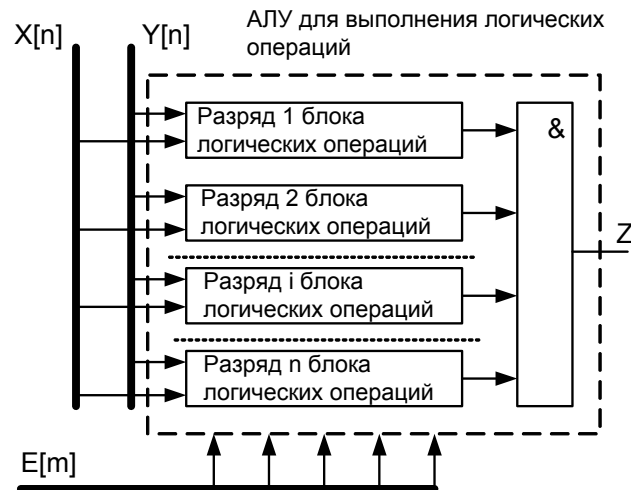 АЛУ для выполнения логических
операций
X[n]
Y[n]
Разряд 1 блока
логических операций
&
Разряд 2 блока
логических операций
Z
Разряд i блока
логических операций
Разряд n блока
логических операций
E[m]